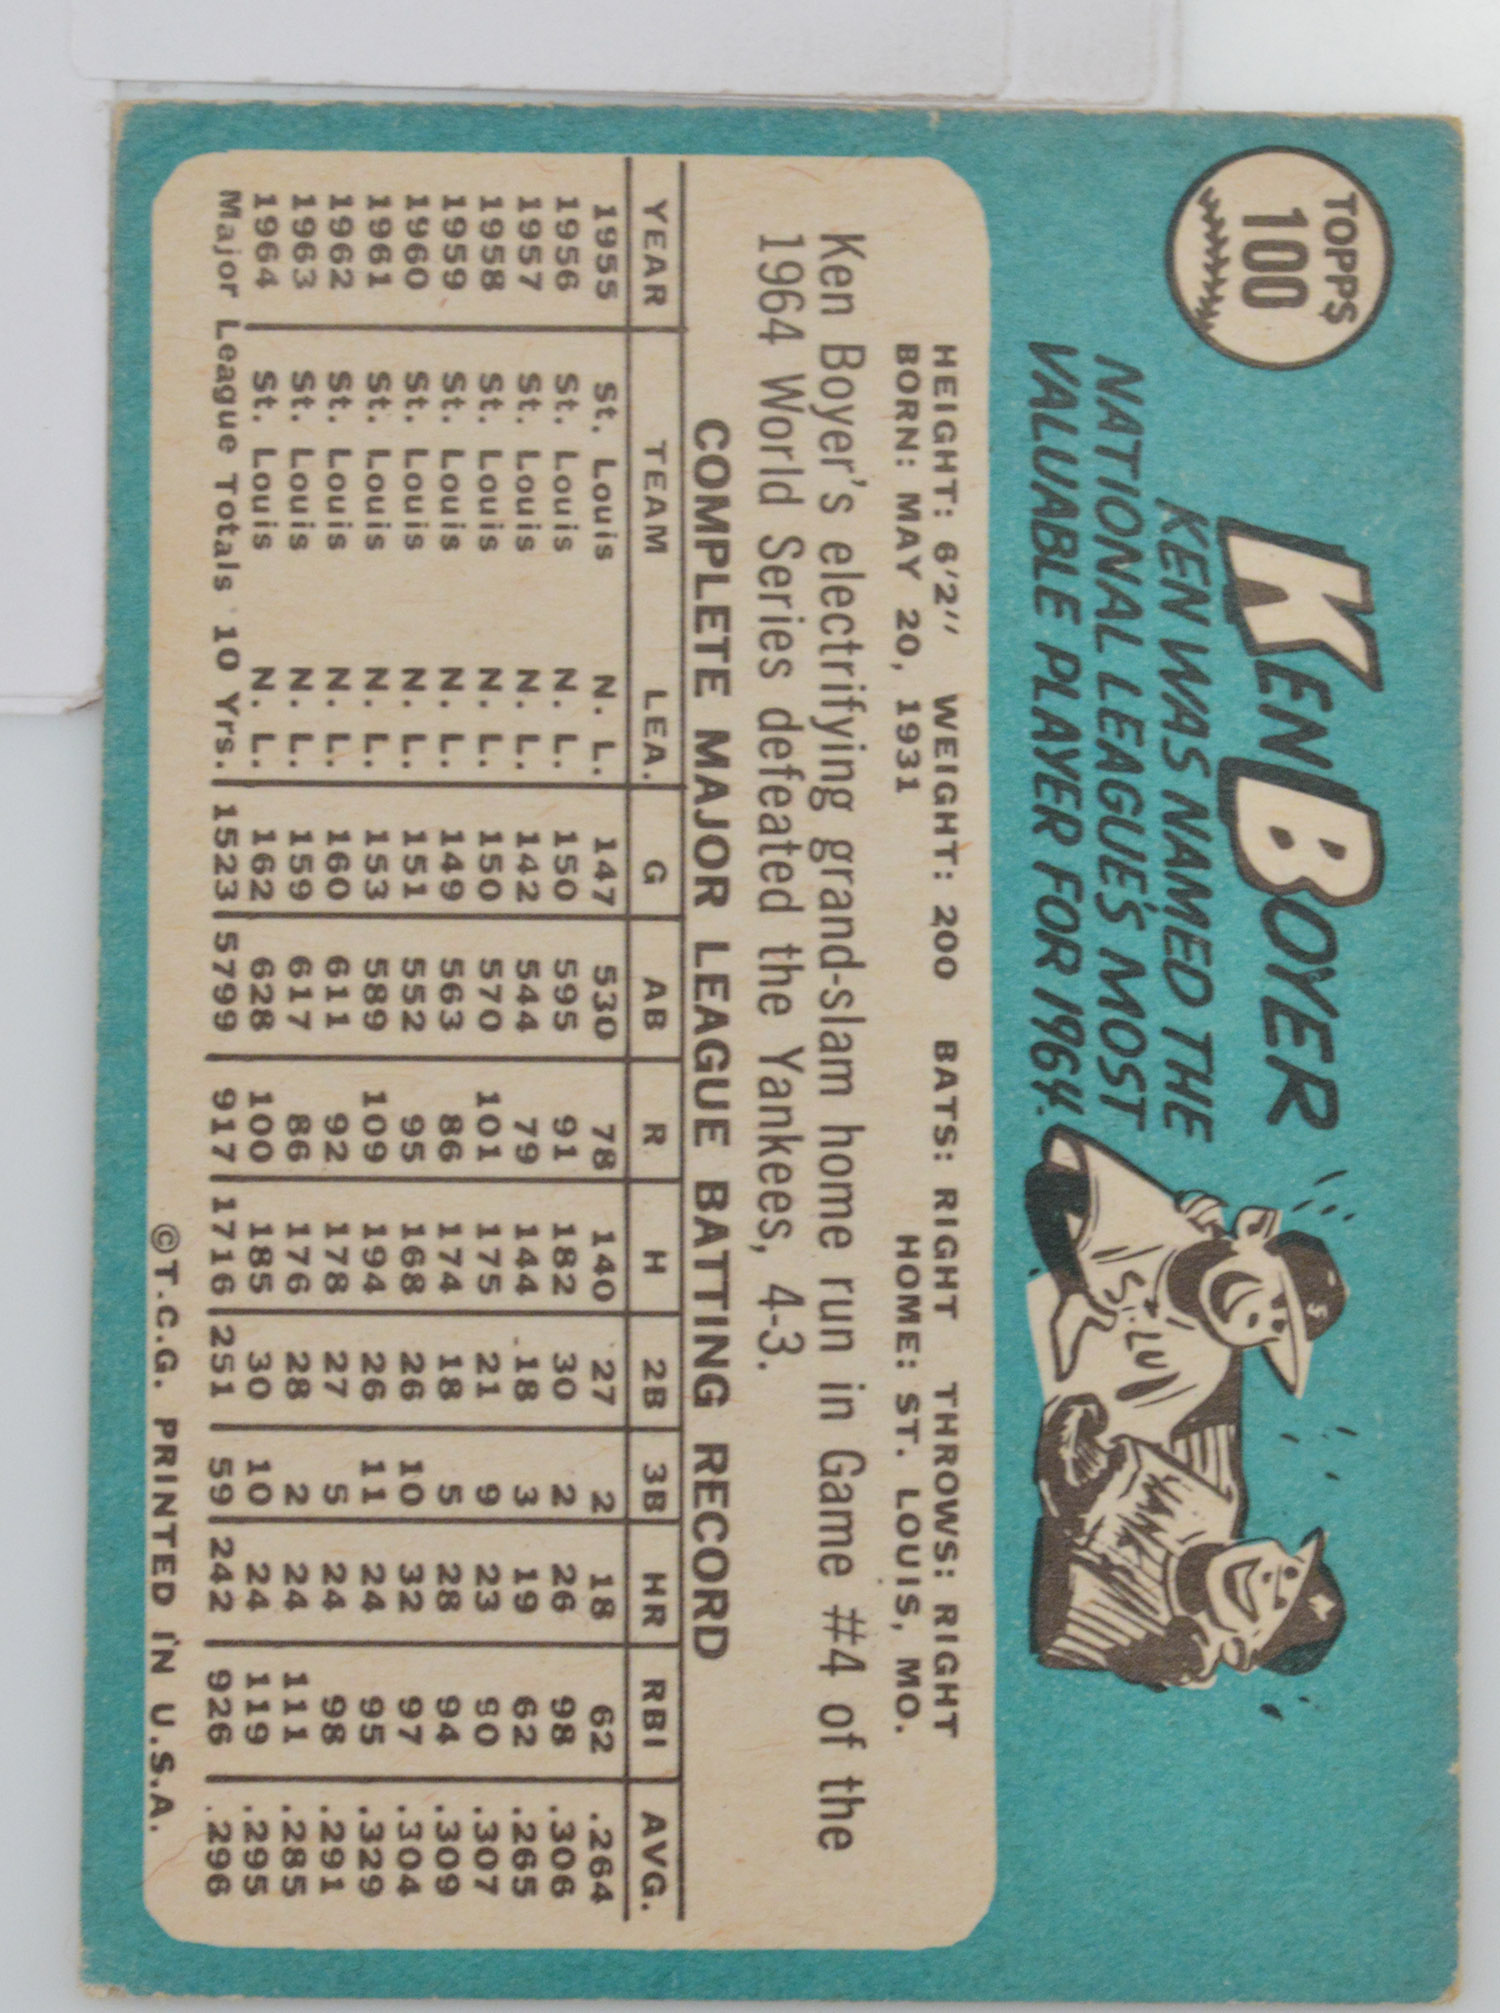 TOPPS
100
KEN BOYER
KEN WAS NAMED THE
NATIONAL LEAGUE'S MOST
VALUABLE PLAYER FOR 1964.
ST. LU
YANK
HEIGHT: 6'2" WEIGHT: 200 BATS: RIGHT THROWS: RIGHT
BORN: MAY 20, 1931 HOME: ST. LOUIS, MO.
Ken Boyer's electrifying grand-slam home run in Game #4 of the
1964 World Series defeated the Yankees, 4-3.
COMPLETE MAJOR LEAGUE BATTING RECORD
YEAR TEAM LEA. G AB R H 2B 3B HR RBI AVG.
1955 St. Louis N. L. 147 530 78 140 27 2 18 62 .264
1956 St. Louis N. L. 150 595 91 182 30 2 26 98 .306
1957 St. Louis N. L. 142 544 79 144 18 3 19 62 .265
1958 St. Louis N. L. 150 570 101 175 21 9 23 90 .307
1959 St. Louis N. L. 149 563 86 174 18 5 28 94 .309
1960 St. Louis N. L. 151 552 95 168 26 10 32 97 .304
1961 St. Louis N. L. 153 589 109 194 26 11 24 95 .329
1962 St. Louis N. L. 160 611 92 178 27 5 24 98 .291
1963 St. Louis N. L. 159 617 86 176 28 2 24 111 .285
1964 St. Louis N. L. 162 628 100 185 30 10 24 119 .295
Major League Totals 10 Yrs. 1523 5799 917 1716 251 59 242 926 .296
©T.C.G. PRINTED IN U.S.A.